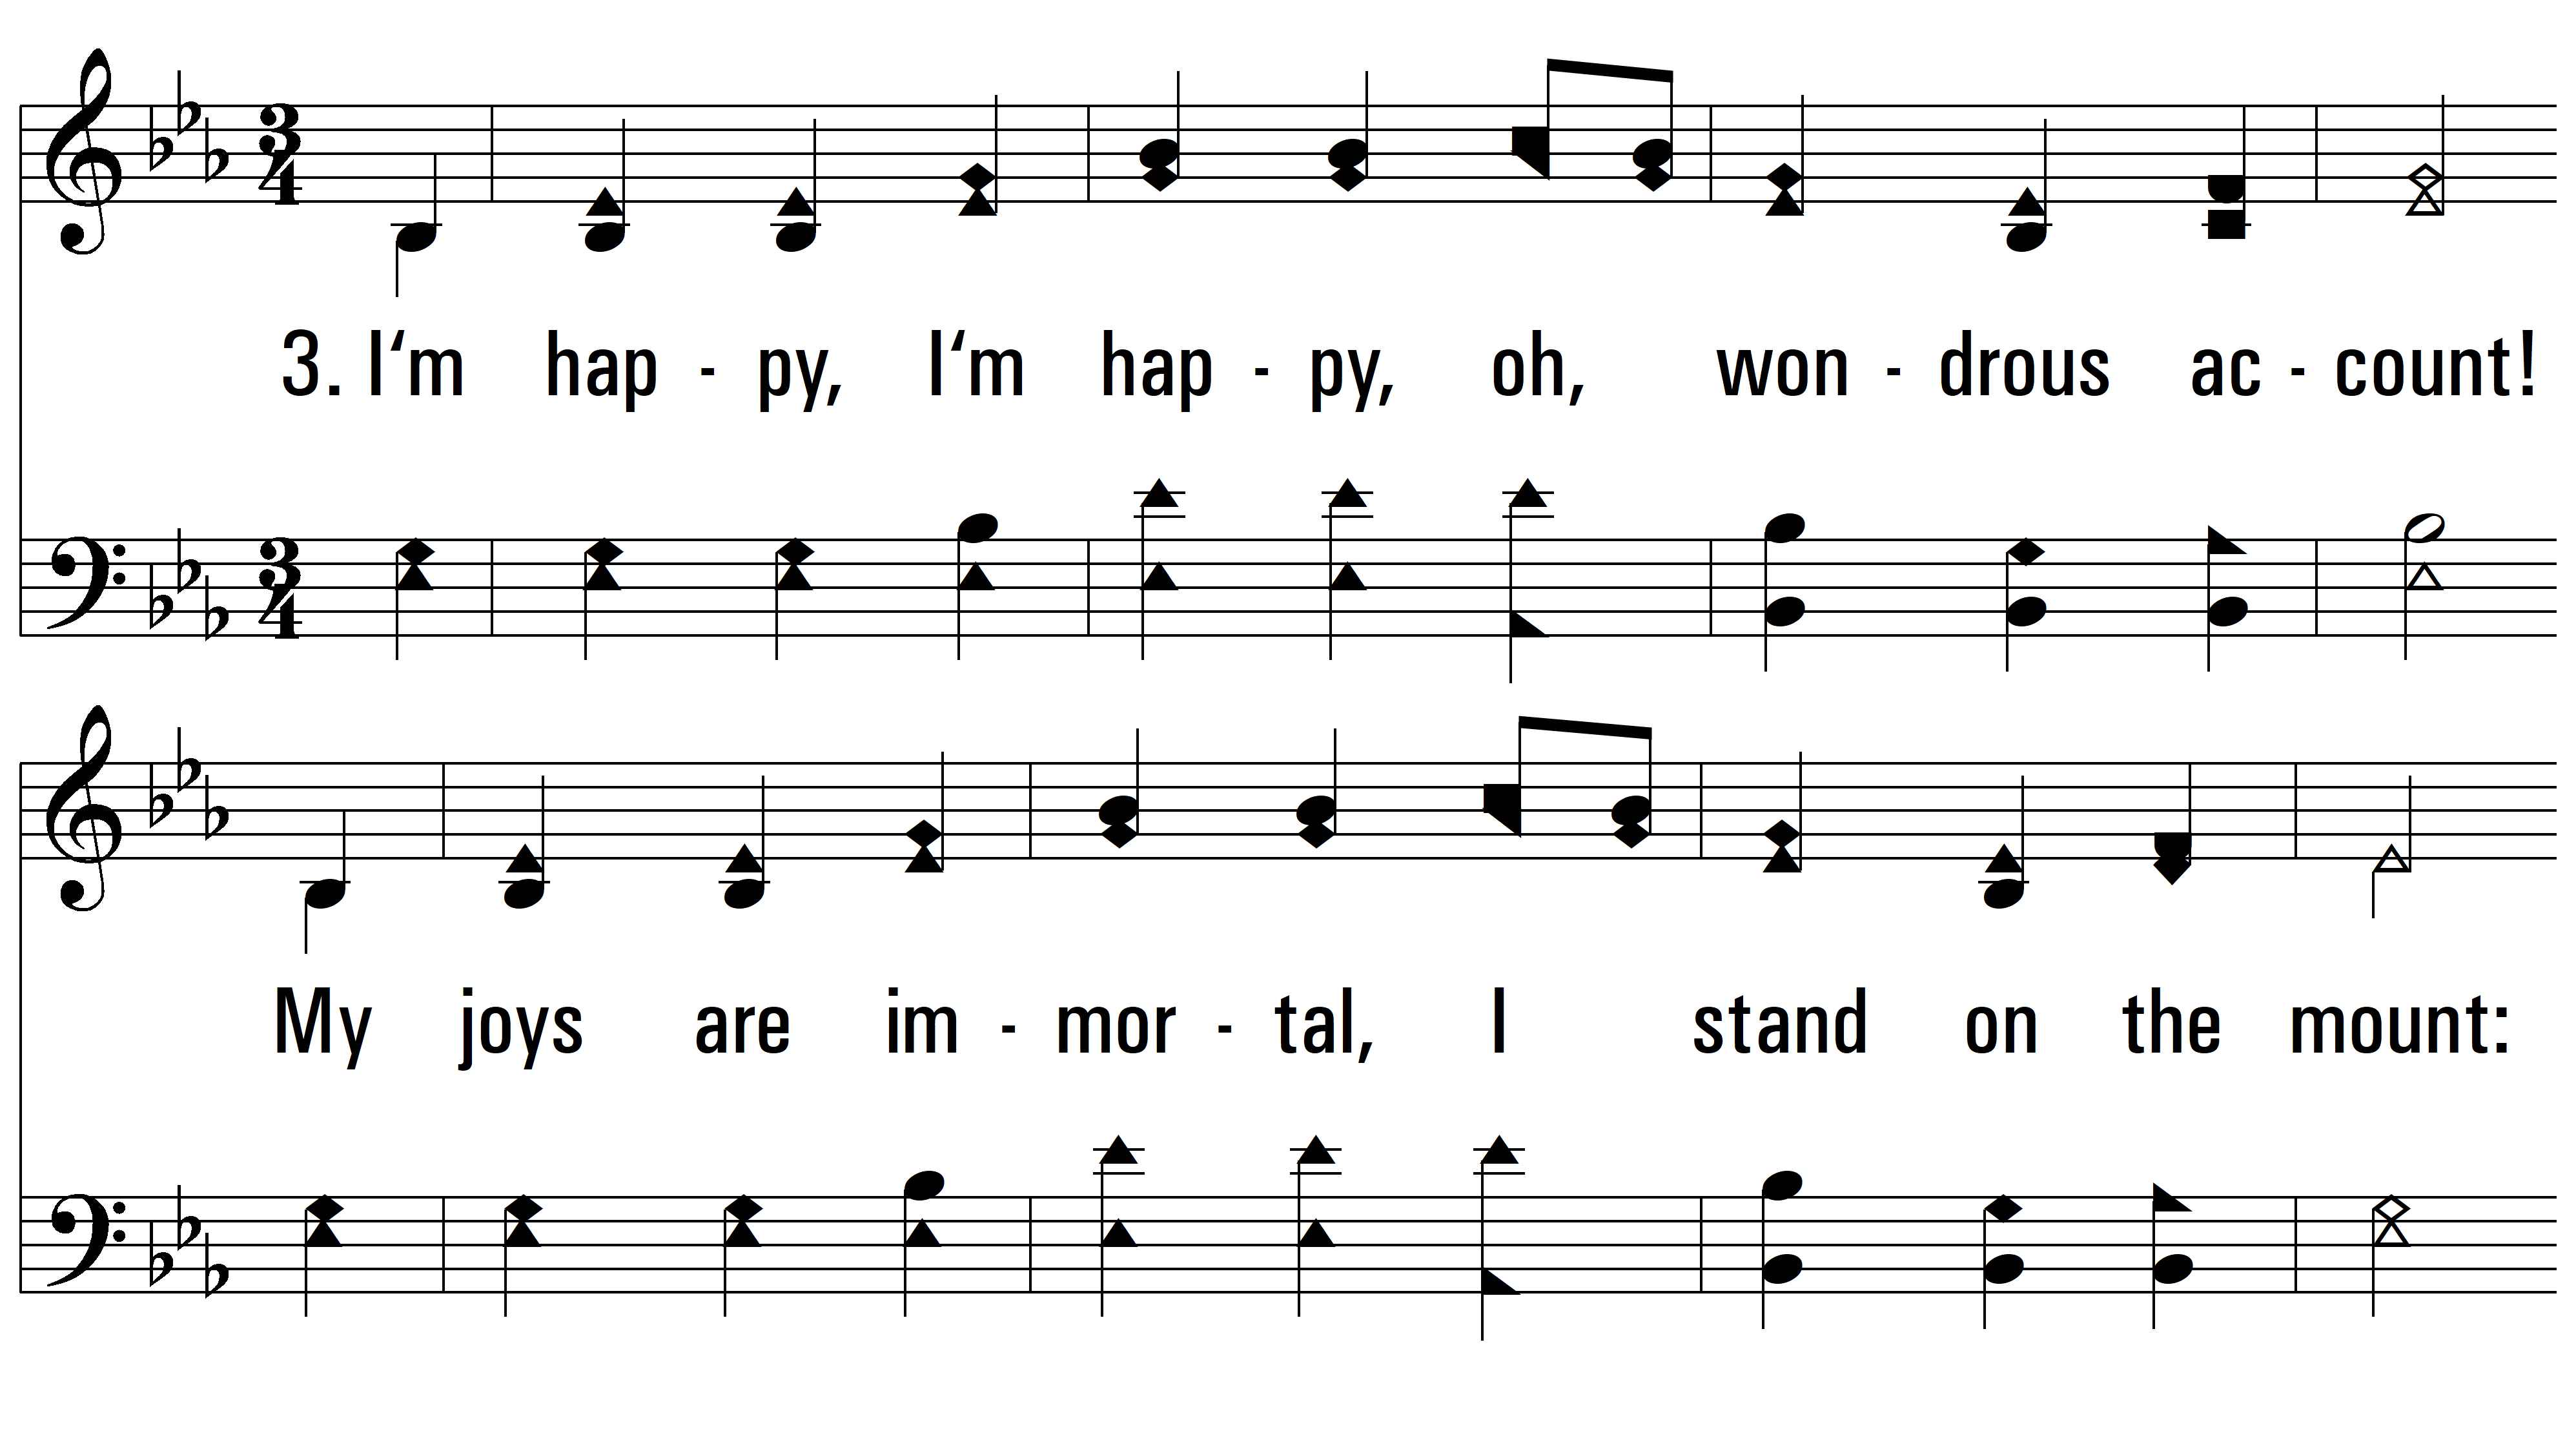 3. I‘m hap - py, I‘m hap - py, oh, won - drous ac - count!
My joys are im - mor - tal, I stand on the mount: